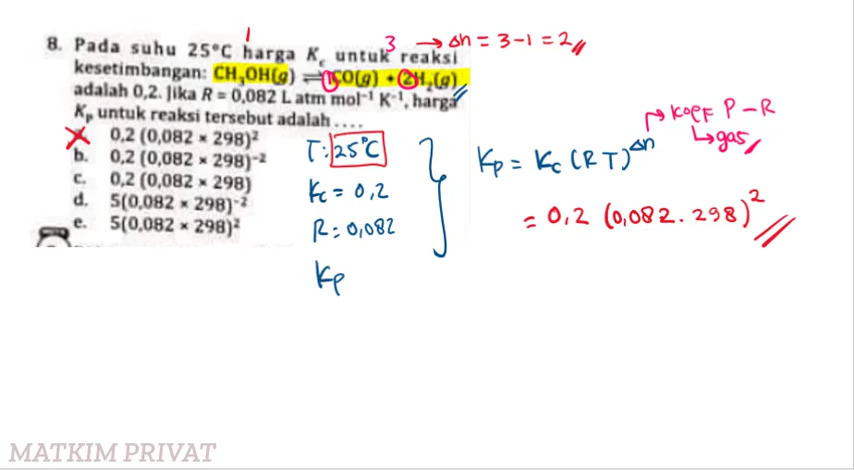 1
3 → Δn = 3 - 1 = 2
8. Pada suhu 25°C harga Kc untuk reaksi
kesetimbangan: CH₃OH(g) ⇌ 1CO(g) + 2H₂(g)
adalah 0,2. Jika R = 0,082 L atm mol⁻¹ K⁻¹, harga
Kp untuk reaksi tersebut adalah . . . .
0,2 (0,082 × 298)²
b. 0,2 (0,082 × 298)⁻²
c. 0,2 (0,082 × 298)
d. 5(0,082 × 298)⁻²
e. 5(0,082 × 298)²
T: 25°C
Kc = 0,2
R = 0,082
Kp
Kp = Kc (RT)^Δn
→ Koef P - R
↳ gas
= 0,2 (0,082 . 298)²
MATKIM PRIVAT